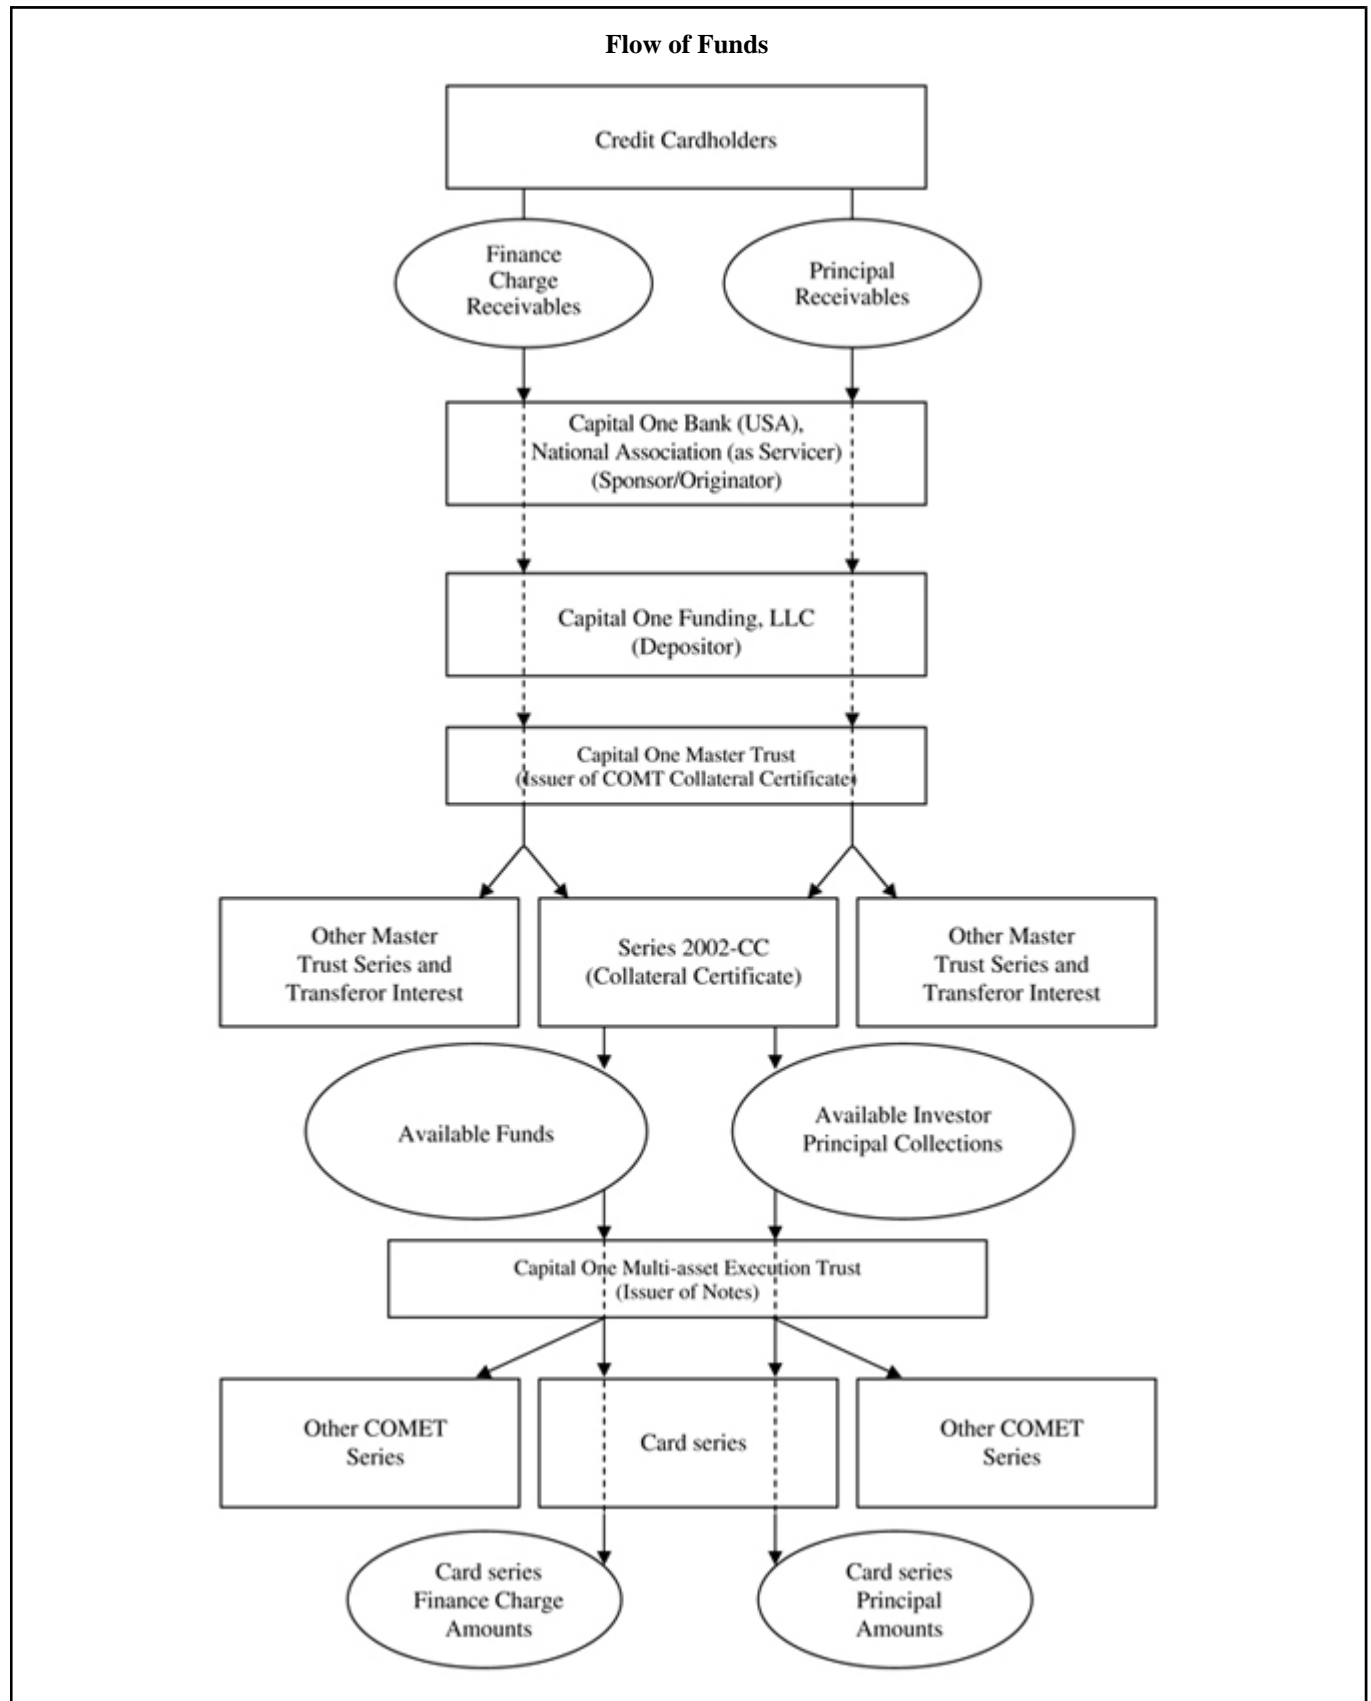 Flow of Funds
Credit Cardholders
Finance
Charge
Receivables
Principal
Receivables
Capital One Bank (USA),
National Association (as Servicer)
(Sponsor/Originator)
Capital One Funding, LLC
(Depositor)
Capital One Master Trust
(Issuer of COMT Collateral Certificate)
Other Master
Trust Series and
Transferor Interest
Series 2002-CC
(Collateral Certificate)
Other Master
Trust Series and
Transferor Interest
Available Funds
Available Investor
Principal Collections
Capital One Multi-asset Execution Trust
(Issuer of Notes)
Other COMET
Series
Card series
Other COMET
Series
Card series
Finance Charge
Amounts
Card series
Principal
Amounts